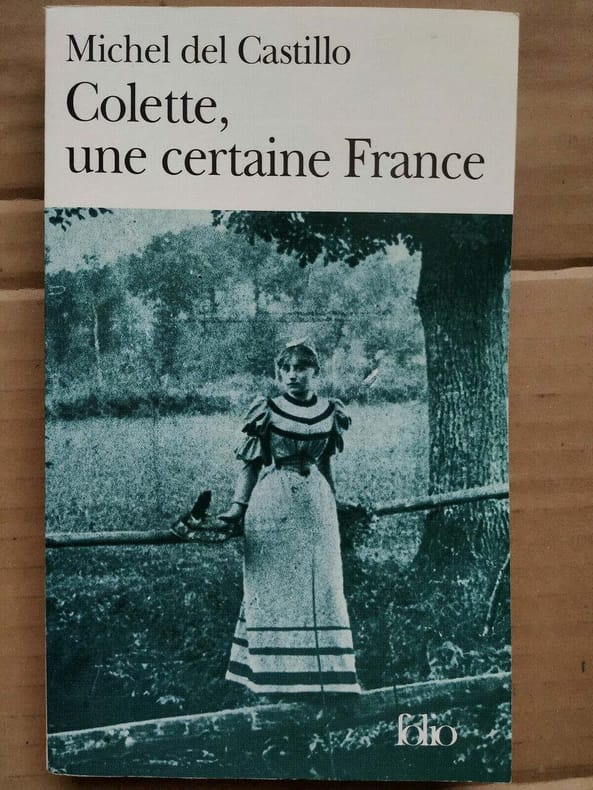 Michel del Castillo
Colette,
une certaine France
folio